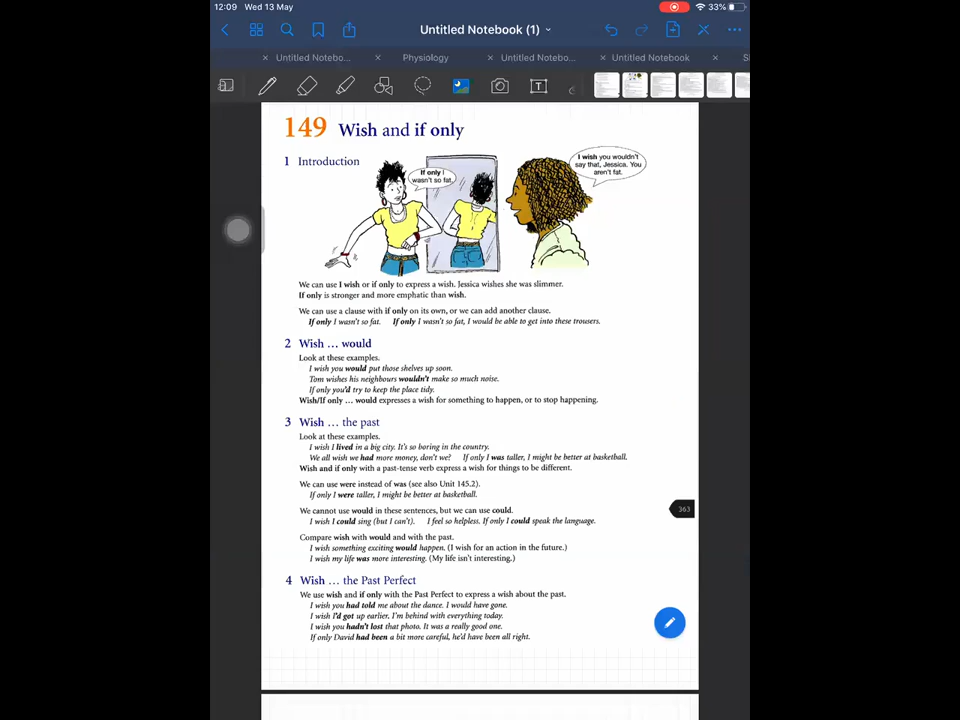 12:09 Wed 13 May
33%
Untitled Notebook (1)
Untitled Notebo...
Physiology
Untitled Notebo...
Untitled Notebook
T
149 Wish and if only
1 Introduction
If only I
wasn't so fat.
I wish you wouldn't
say that, Jessica. You
aren't fat.
We can use I wish or if only to express a wish. Jessica wishes she was slimmer.
If only is stronger and more emphatic than wish.
We can use a clause with if only on its own, or we can add another clause.
If only I wasn't so fat. If only I wasn't so fat, I would be able to get into these trousers.
2 Wish ... would
Look at these examples.
I wish you would put those shelves up soon.
Tom wishes his neighbours wouldn't make so much noise.
If only you'd try to keep the place tidy.
Wish/If only ... would expresses a wish for something to happen, or to stop happening.
3 Wish ... the past
Look at these examples.
I wish I lived in a big city. It's so boring in the country.
We all wish we had more money, don't we? If only I was taller, I might be better at basketball.
Wish and if only with a past-tense verb express a wish for things to be different.
We can use were instead of was (see also Unit 145.2).
If only I were taller, I might be better at basketball.
We cannot use would in these sentences, but we can use could.
I wish I could sing (but I can't). I feel so helpless. If only I could speak the language.
Compare wish with would and with the past.
I wish something exciting would happen. (I wish for an action in the future.)
I wish my life was more interesting. (My life isn't interesting.)
363
4 Wish ... the Past Perfect
We use wish and if only with the Past Perfect to express a wish about the past.
I wish you had told me about the dance. I would have gone.
I wish I'd got up earlier. I'm behind with everything today.
I wish you hadn't lost that photo. It was a really good one.
If only David had been a bit more careful, he'd have been all right.